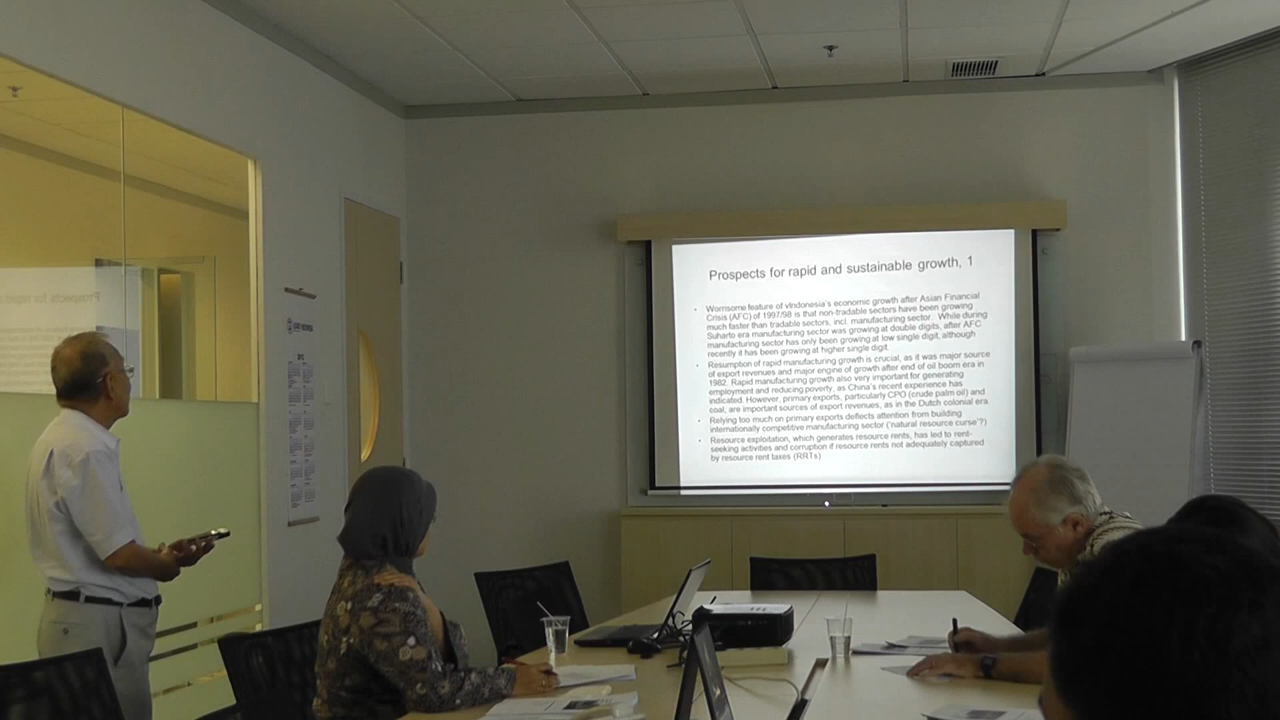 Prospects for rapid and sustainable growth, 1
• Worrisome feature of vIndonesia's economic growth after Asian Financial
Crisis (AFC) of 1997/98 is that non-tradable sectors have been growing
much faster than tradable sectors, incl. manufacturing sector. While during
Suharto era manufacturing sector was growing at double digits, after AFC
manufacturing sector has only been growing at low single digit, although
recently it has been growing at higher single digit.
• Resumption of rapid manufacturing growth is crucial, as it was major source
of export revenues and major engine of growth after end of oil boom era in
1982. Rapid manufacturing growth also very important for generating
employment and reducing poverty, as China's recent experience has
indicated. However, primary exports, particularly CPO (crude palm oil) and
coal, are important sources of export revenues, as in the Dutch colonial era
• Relying too much on primary exports deflects attention from building
internationally competitive manufacturing sector ('natural resource curse'?)
• Resource exploitation, which generates resource rents, has led to rent-
seeking activities and corruption if resource rents not adequately captured
by resource rent taxes (RRTs)